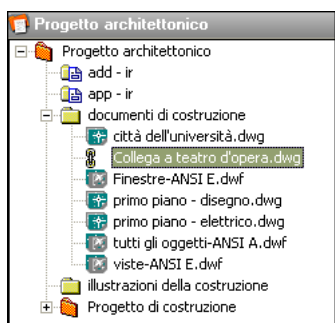 Progetto architettonico
Progetto architettonico
add - ir
app - ir
documenti di costruzione
città dell'università.dwg
Collega a teatro d'opera.dwg
Finestre-ANSI E.dwf
primo piano - disegno.dwg
primo piano - elettrico.dwg
tutti gli oggetti-ANSI A.dwf
viste-ANSI E.dwf
illustrazioni della costruzione
Progetto di costruzione